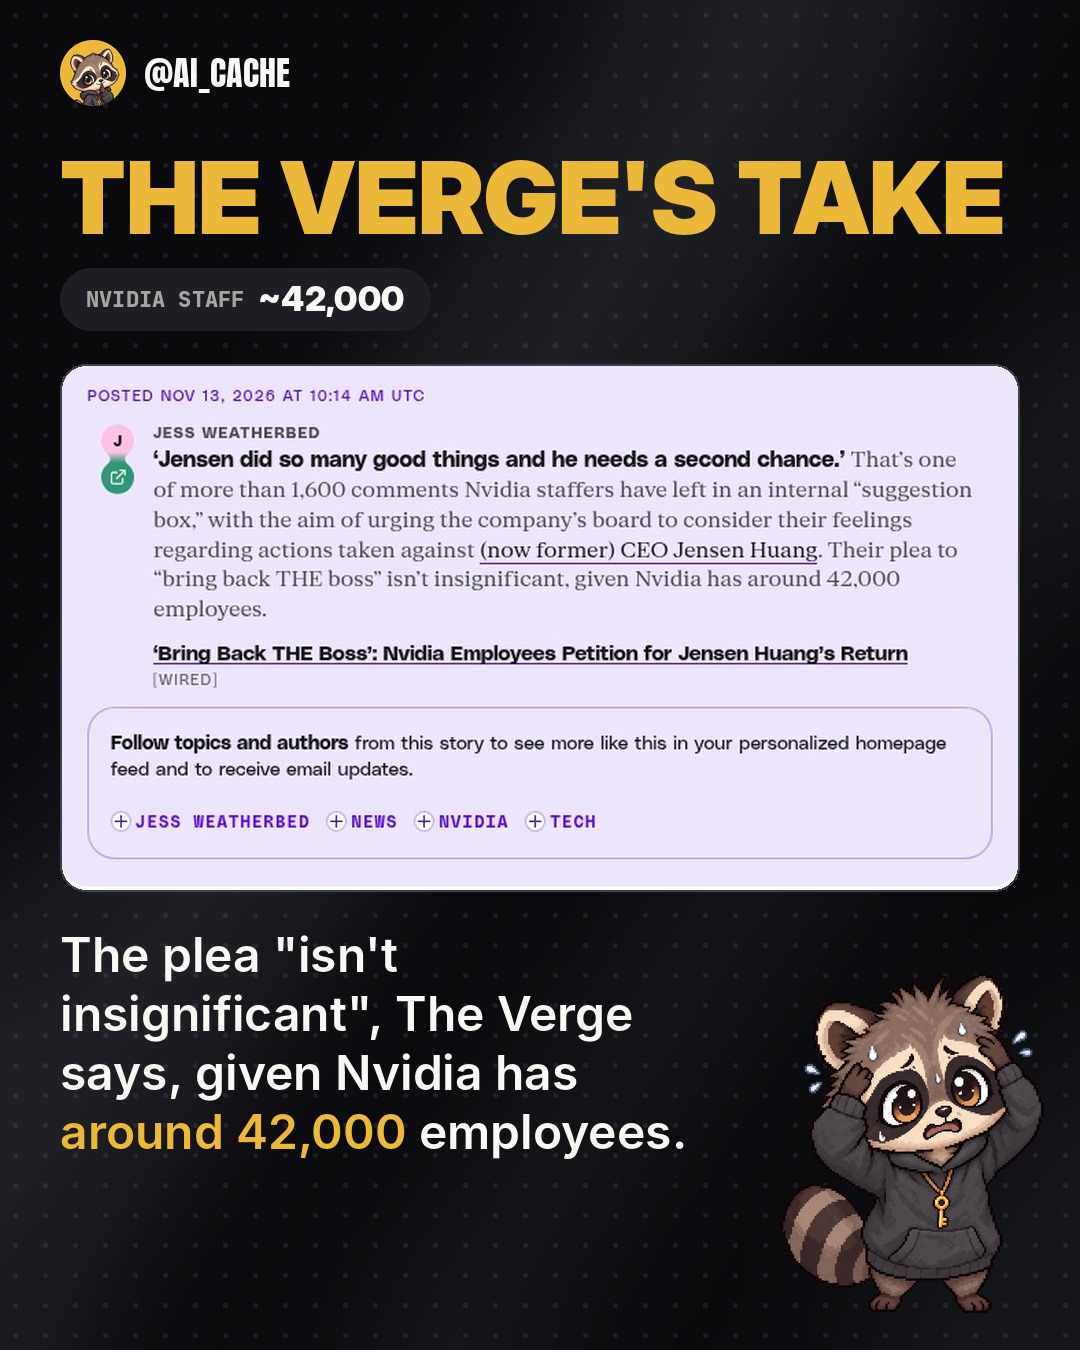 @AI_CACHE
THE VERGE'S TAKE
NVIDIA STAFF ~42,000
POSTED NOV 13, 2026 AT 10:14 AM UTC
J
JESS WEATHERBED
‘Jensen did so many good things and he needs a second chance.’ That’s one
of more than 1,600 comments Nvidia staffers have left in an internal “suggestion
box,” with the aim of urging the company’s board to consider their feelings
regarding actions taken against (now former) CEO Jensen Huang. Their plea to
“bring back THE boss” isn’t insignificant, given Nvidia has around 42,000
employees.
‘Bring Back THE Boss’: Nvidia Employees Petition for Jensen Huang’s Return
[WIRED]
Follow topics and authors from this story to see more like this in your personalized homepage
feed and to receive email updates.
JESS WEATHERBED NEWS NVIDIA TECH
The plea "isn't
insignificant", The Verge
says, given Nvidia has
around 42,000 employees.